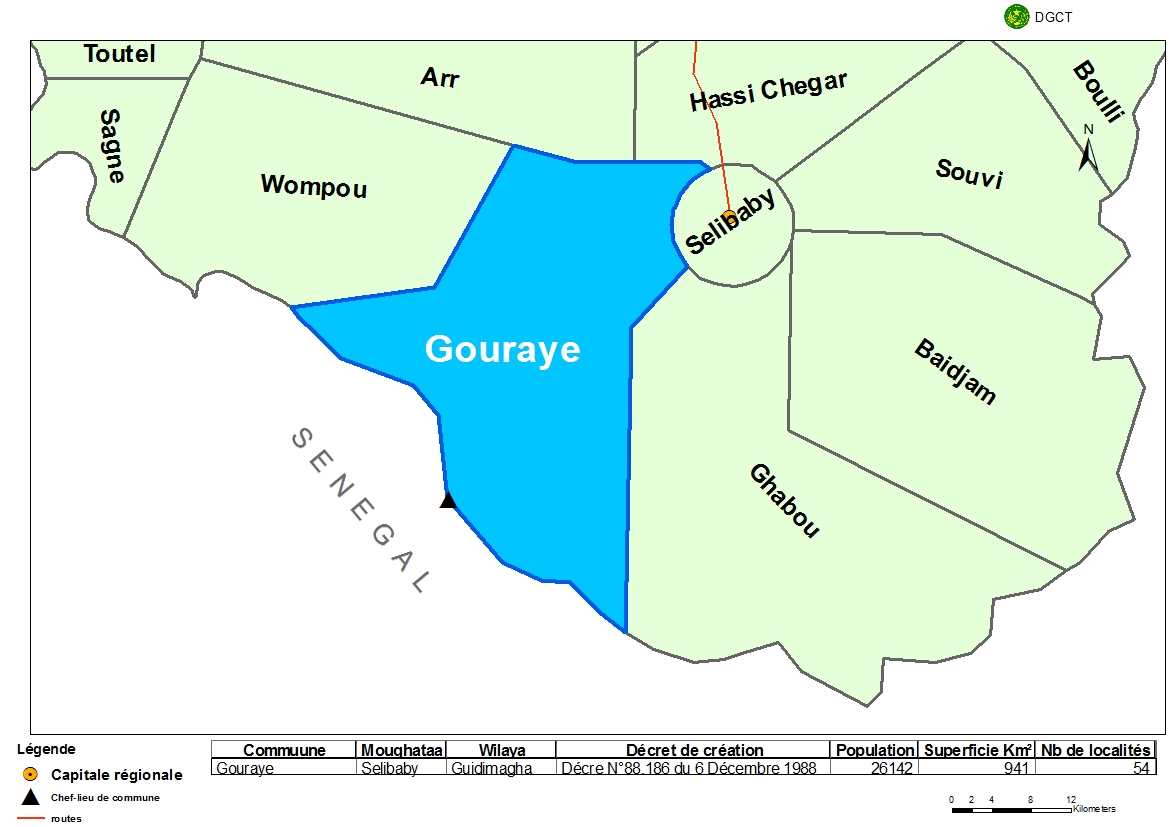 DGCT
Toutel
Arr
Hassi Chegar
Boulli
N
Sagne
Wompou
Souvi
Selibaby
Gouraye
Baidjam
SENEGAL
Ghabou
Légende
Capitale régionale
Chef-lieu de commune
routes
Commuune Moughataa Wilaya Décret de création Population Superficie Km² Nb de localités
Gouraye Selibaby Guidimagha Décre N°88.186 du 6 Décembre 1988 26142 941 54
0 2 4 8 12
Kilometers